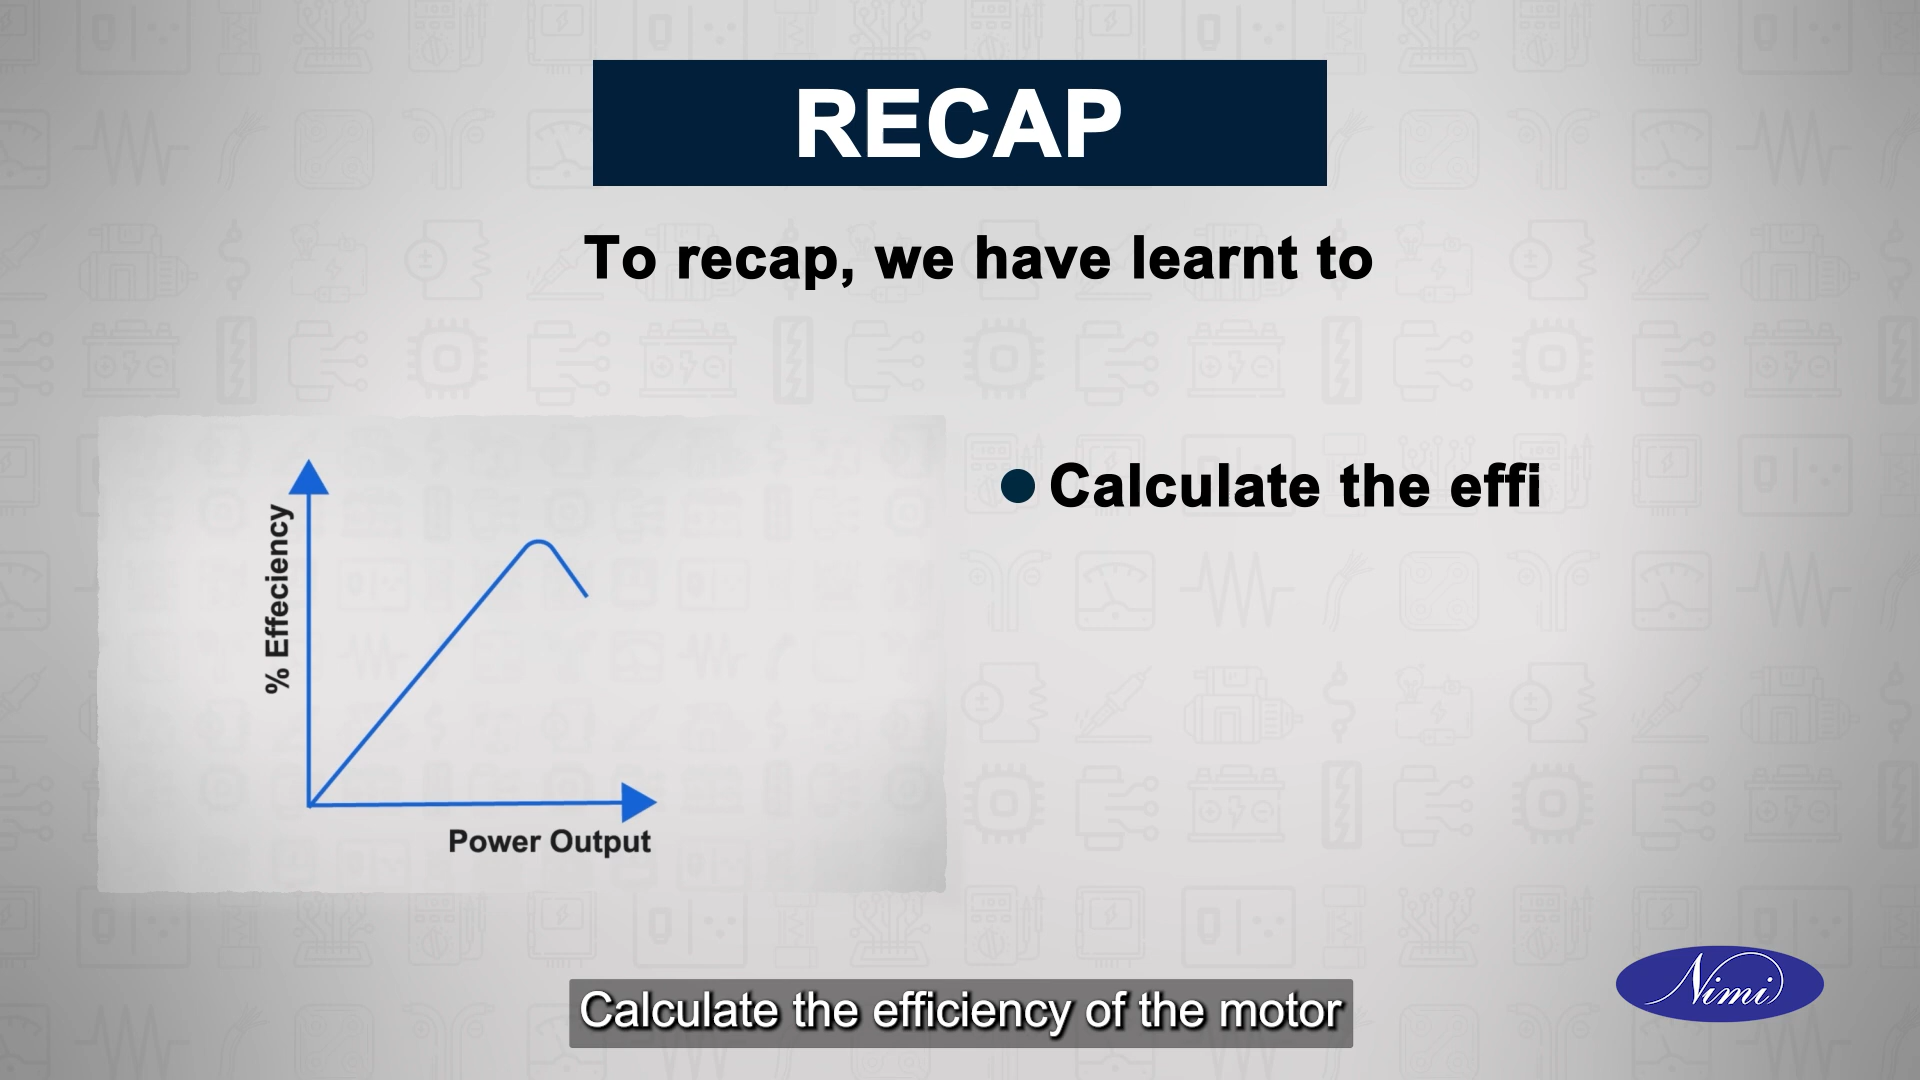 RECAP
To recap, we have learnt to
Calculate the effi
% Effeciency
Power Output
Calculate the efficiency of the motor
Nimi